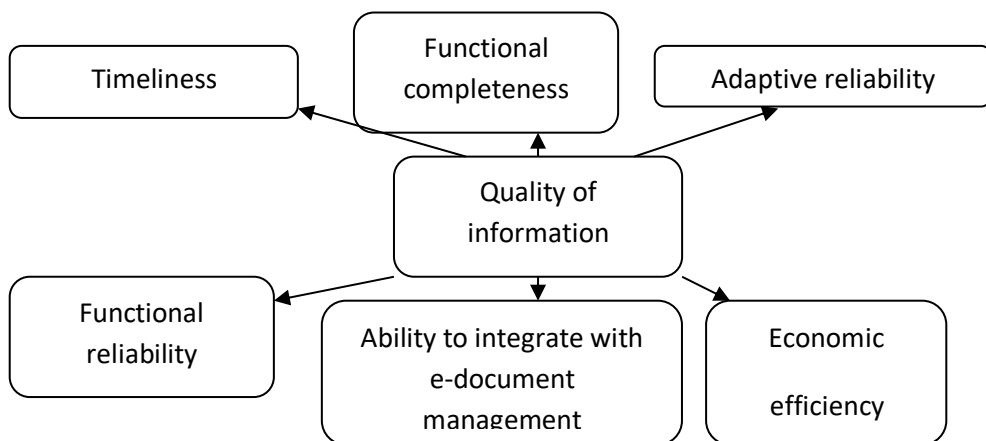 Timeliness
Functional
completeness
Adaptive reliability
Quality of
information
Functional
reliability
Ability to integrate with
e-document
management
Economic
efficiency